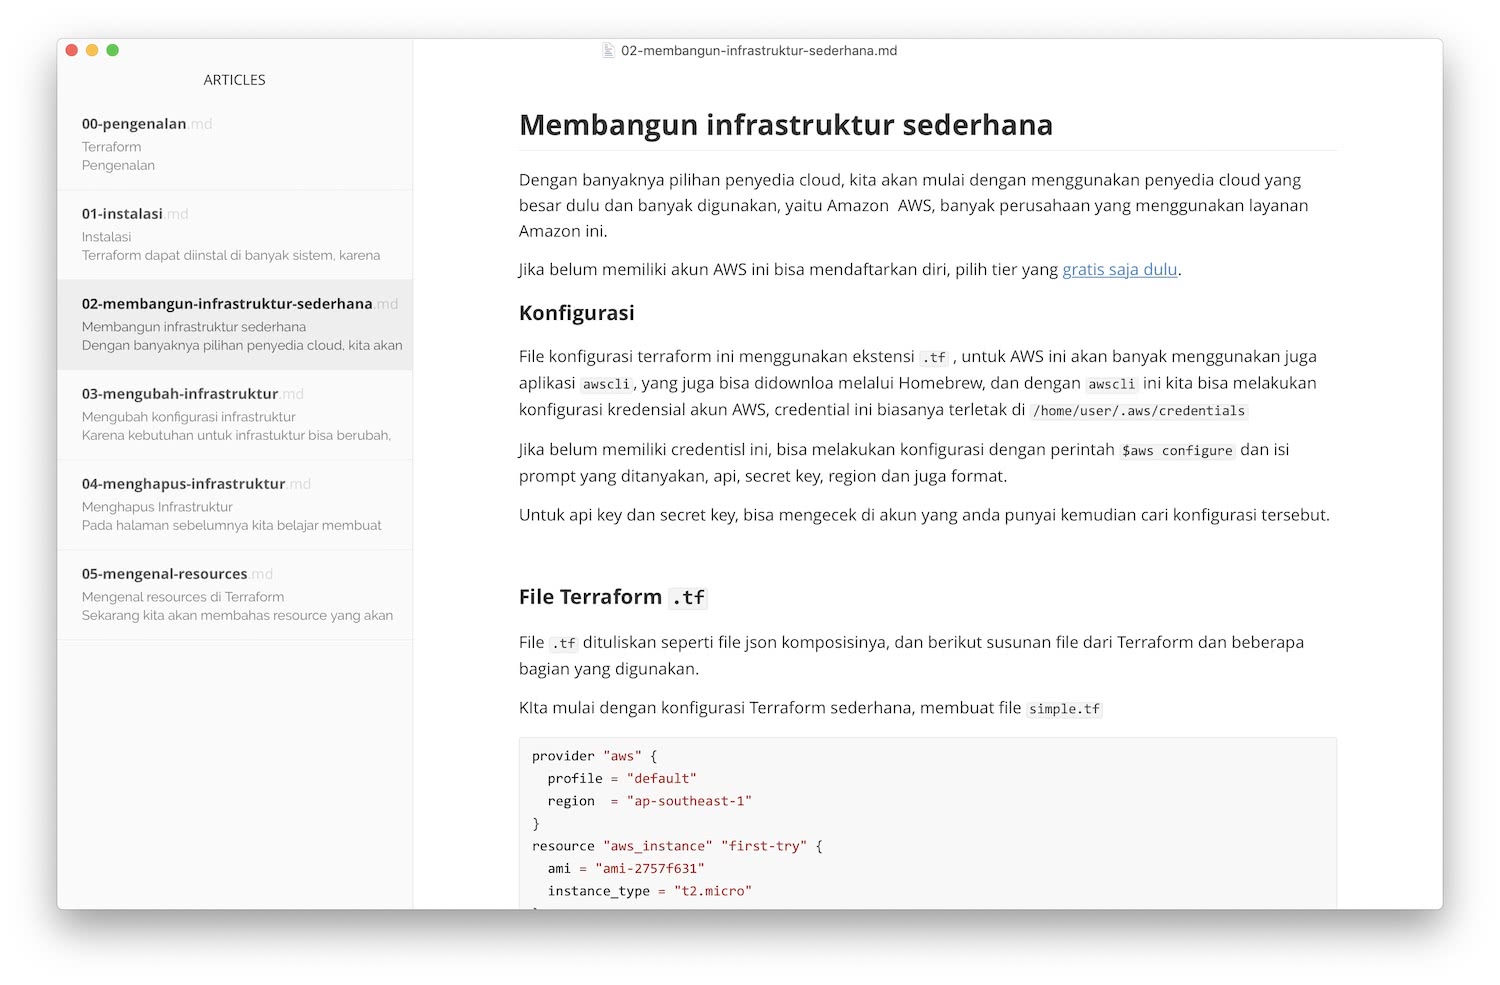 02-membangun-infrastruktur-sederhana.md
ARTICLES
00-pengenalan.md
Terraform
Pengenalan
01-instalasi.md
Instalasi
Terraform dapat diinstal di banyak sistem, karena
02-membangun-infrastruktur-sederhana.md
Membangun infrastruktur sederhana
Dengan banyaknya pilihan penyedia cloud, kita akan
03-mengubah-infrastruktur.md
Mengubah konfigurasi infrastruktur
Karena kebutuhan untuk infrastuktur bisa berubah,
04-menghapus-infrastruktur.md
Menghapus Infrastruktur
Pada halaman sebelumnya kita belajar membuat
05-mengenal-resources.md
Mengenal resources di Terraform
Sekarang kita akan membahas resource yang akan
Membangun infrastruktur sederhana
Dengan banyaknya pilihan penyedia cloud, kita akan mulai dengan menggunakan penyedia cloud yang
besar dulu dan banyak digunakan, yaitu Amazon  AWS, banyak perusahaan yang menggunakan layanan
Amazon ini.
Jika belum memiliki akun AWS ini bisa mendaftarkan diri, pilih tier yang gratis saja dulu.
Konfigurasi
File konfigurasi terraform ini menggunakan ekstensi .tf , untuk AWS ini akan banyak menggunakan juga
aplikasi awscli, yang juga bisa didownloa melalui Homebrew, dan dengan awscli ini kita bisa melakukan
konfigurasi kredensial akun AWS, credential ini biasanya terletak di /home/user/.aws/credentials
Jika belum memiliki credentisl ini, bisa melakukan konfigurasi dengan perintah $aws configure dan isi
prompt yang ditanyakan, api, secret key, region dan juga format.
Untuk api key dan secret key, bisa mengecek di akun yang anda punyai kemudian cari konfigurasi tersebut.
File Terraform .tf
File .tf dituliskan seperti file json komposisinya, dan berikut susunan file dari Terraform dan beberapa
bagian yang digunakan.
KIta mulai dengan konfigurasi Terraform sederhana, membuat file simple.tf
provider "aws" {
  profile = "default"
  region  = "ap-southeast-1"
}
resource "aws_instance" "first-try" {
  ami = "ami-2757f631"
  instance_type = "t2.micro"